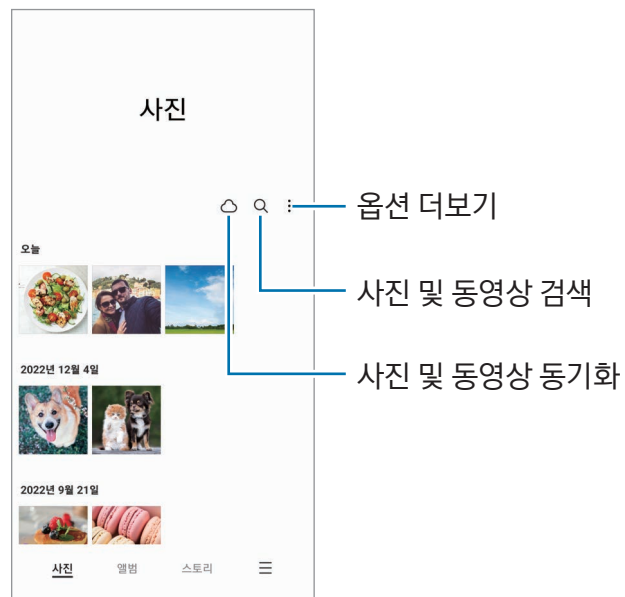 사진
옵션 더보기
오늘
사진 및 동영상 검색
2022년 12월 4일
사진 및 동영상 동기화
2022년 9월 21일
사진 앨범 스토리